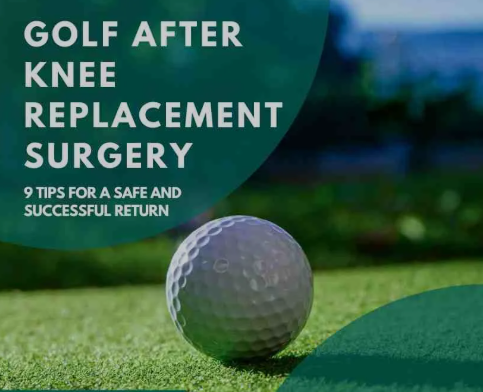 GOLF AFTER
KNEE
REPLACEMENT
SURGERY
9 TIPS FOR A SAFE AND
SUCCESSFUL RETURN